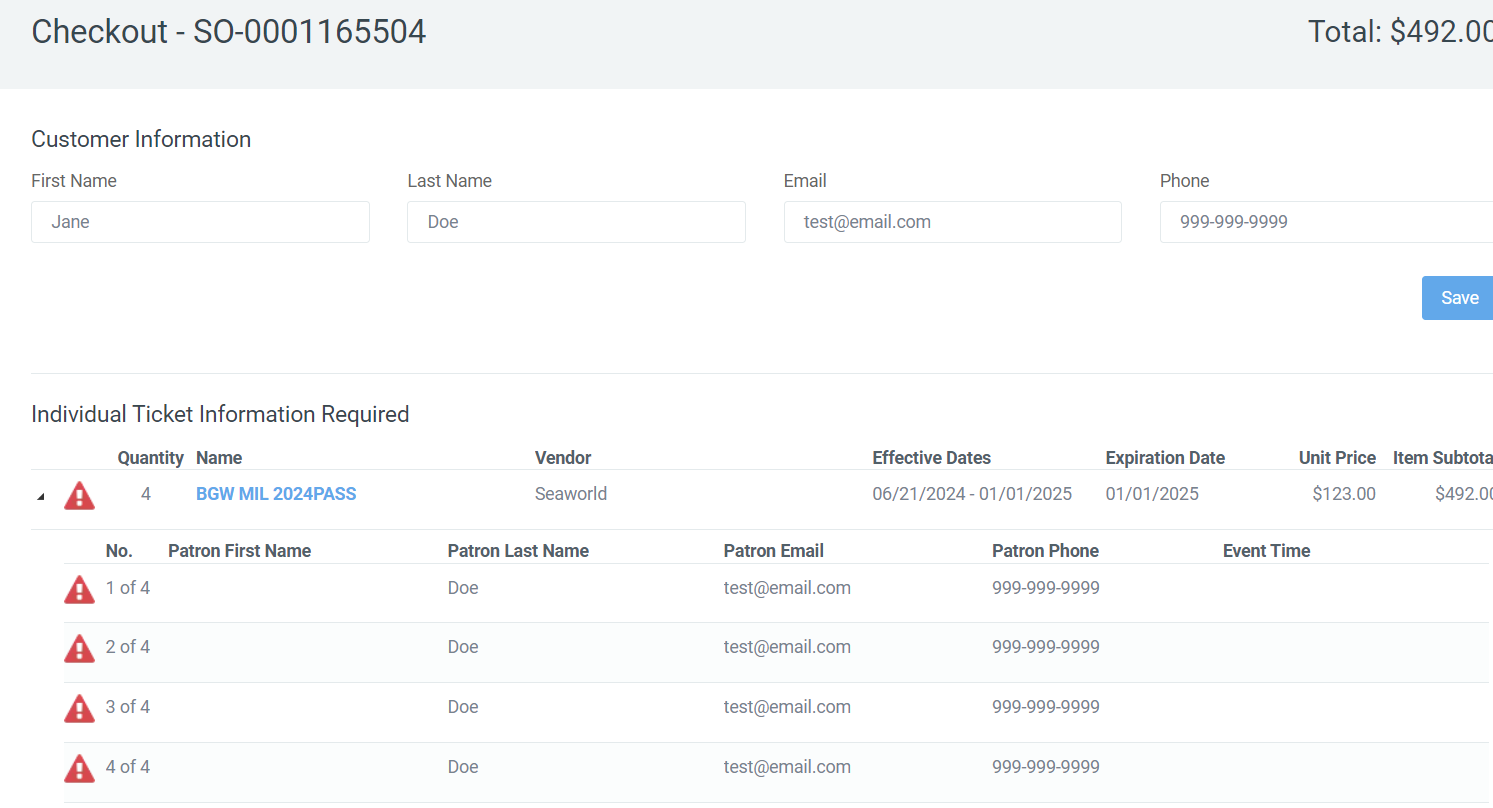 Checkout - SO-0001165504 Total: $492.00
Customer Information
First Name Last Name Email Phone
Jane Doe test@email.com 999-999-9999
Save
Individual Ticket Information Required
Quantity Name Vendor Effective Dates Expiration Date Unit Price Item Subtota
4 BGW MIL 2024PASS Seaworld 06/21/2024 - 01/01/2025 01/01/2025 $123.00 $492.00
No. Patron First Name Patron Last Name Patron Email Patron Phone Event Time
1 of 4 Doe test@email.com 999-999-9999
2 of 4 Doe test@email.com 999-999-9999
3 of 4 Doe test@email.com 999-999-9999
4 of 4 Doe test@email.com 999-999-9999